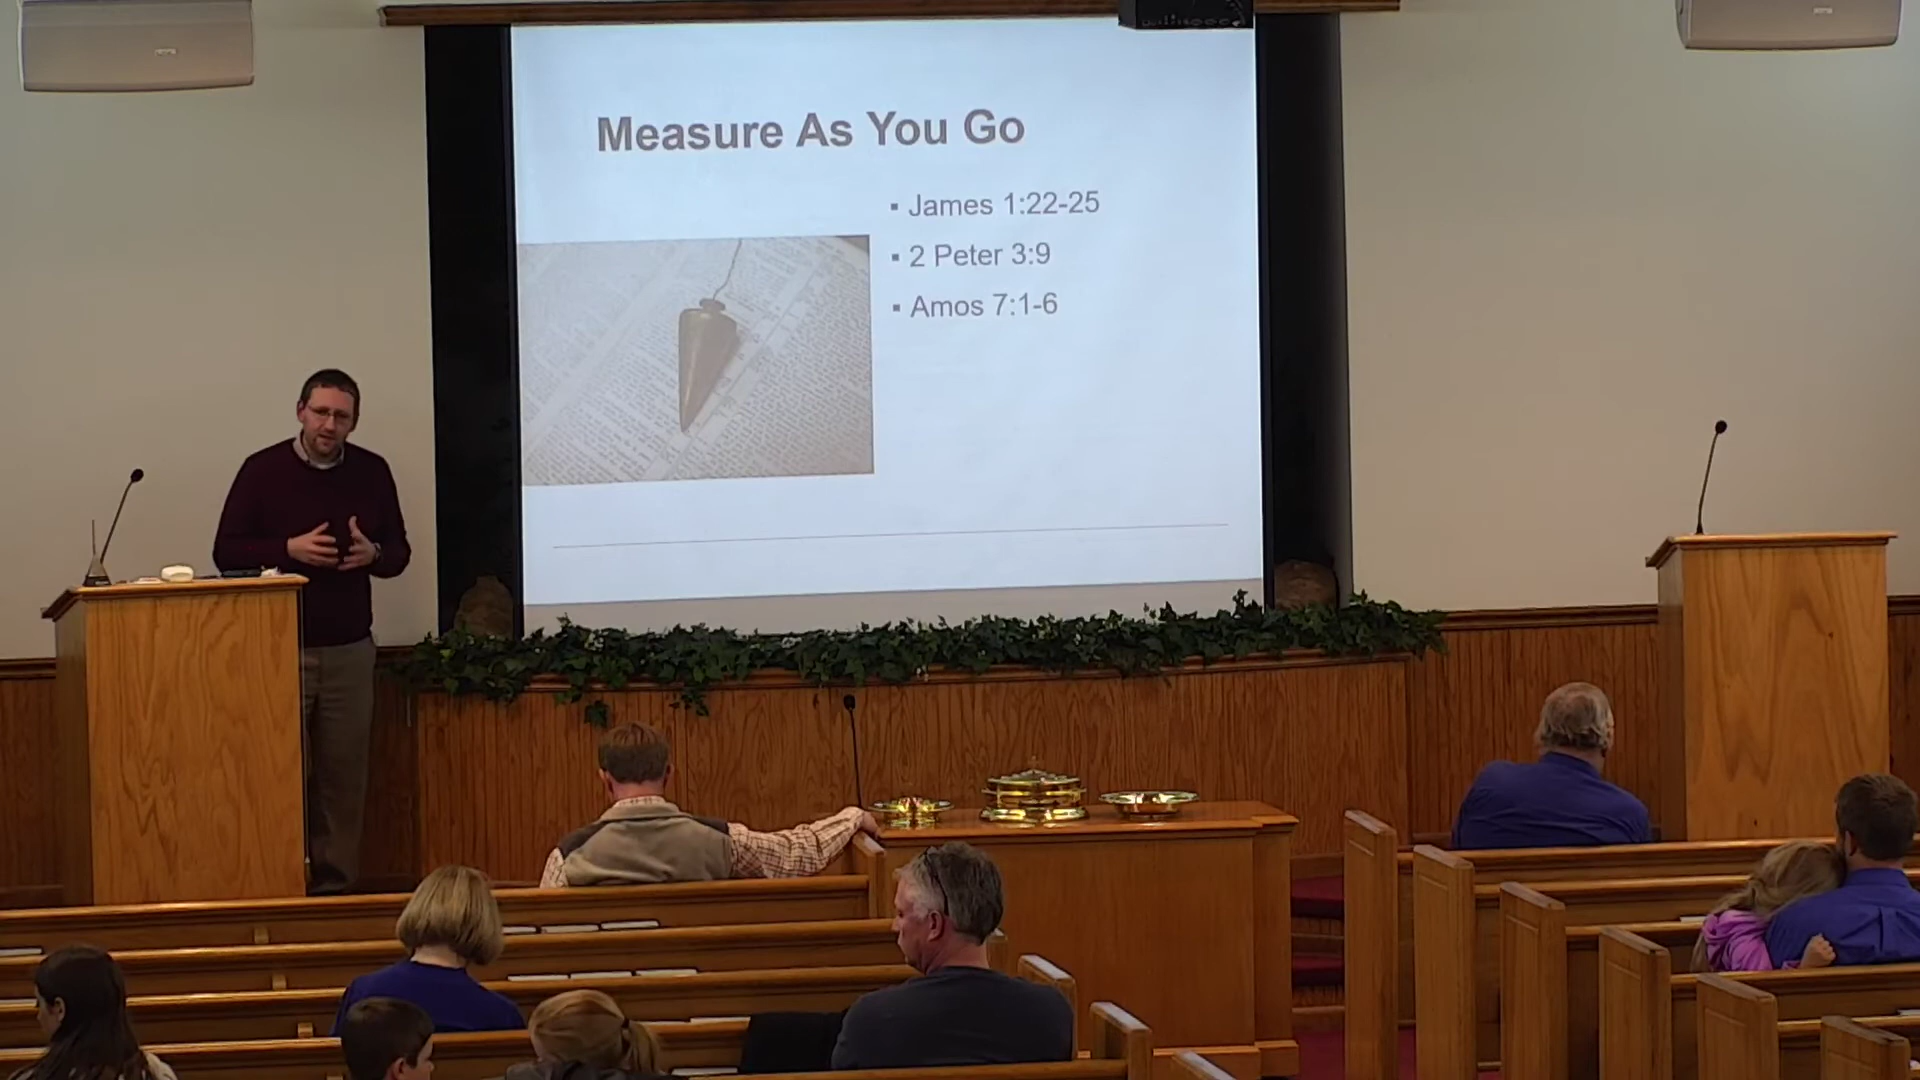 Measure As You Go
▪ James 1:22-25
▪ 2 Peter 3:9
▪ Amos 7:1-6